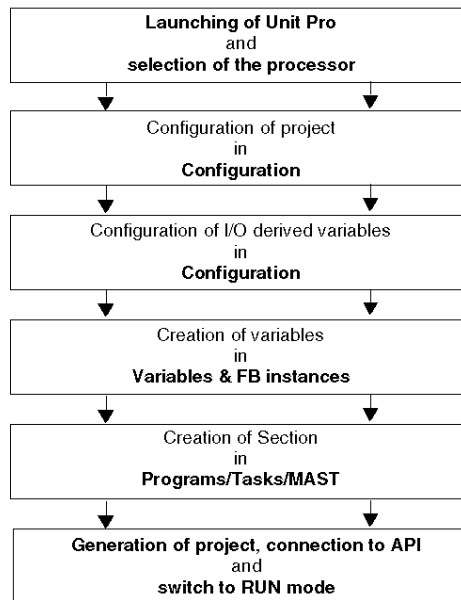 Launching of Unit Pro
and
selection of the processor
Configuration of project
in
Configuration
Configuration of I/O derived variables
in
Configuration
Creation of variables
in
Variables & FB instances
Creation of Section
in
Programs/Tasks/MAST
Generation of project, connection to API
and
switch to RUN mode